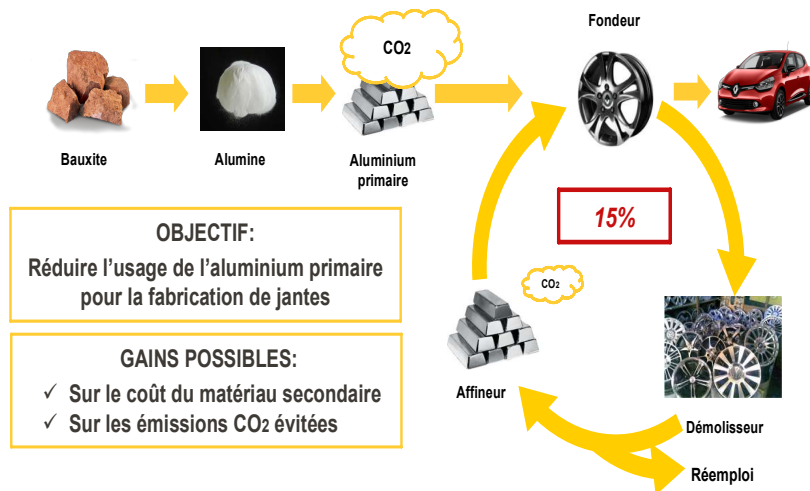 CO2
Fondeur
Bauxite
Alumine
Aluminium
primaire
15%
OBJECTIF:
Réduire l’usage de l’aluminium primaire
pour la fabrication de jantes
CO2
GAINS POSSIBLES:
✓ Sur le coût du matériau secondaire
✓ Sur les émissions CO2 évitées
Affineur
Démolisseur
Réemploi